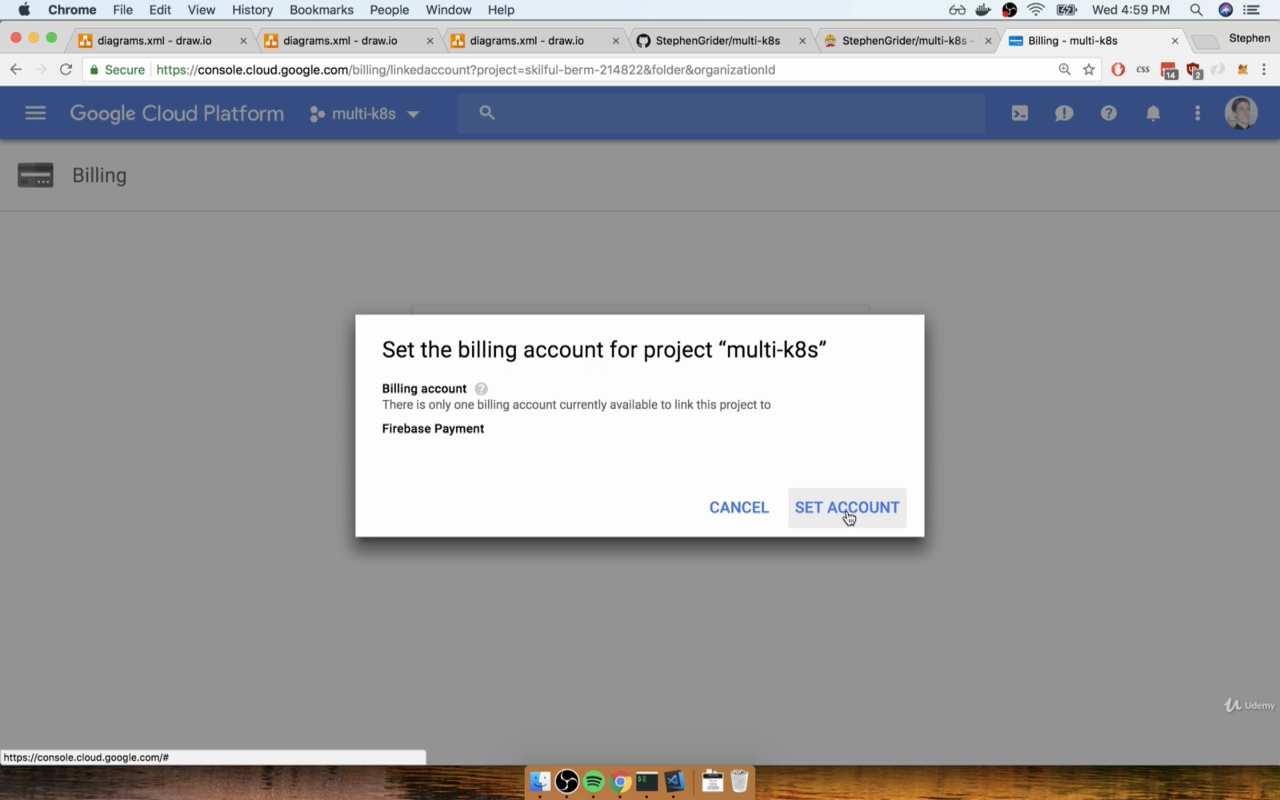 Chrome File Edit View History Bookmarks People Window Help Wed 4:59 PM
diagrams.xml - draw.io diagrams.xml - draw.io diagrams.xml - draw.io StephenGrider/multi-k8s StephenGrider/multi-k8s - Billing - multi-k8s Stephen
Secure https://console.cloud.google.com/billing/linkedaccount?project=skilful-berm-214822&folder&organizationId CSS 14 2
Google Cloud Platform multi-k8s
Billing
Set the billing account for project “multi-k8s”
Billing account
There is only one billing account currently available to link this project to
Firebase Payment
CANCEL SET ACCOUNT
Udemy
https://console.cloud.google.com/#